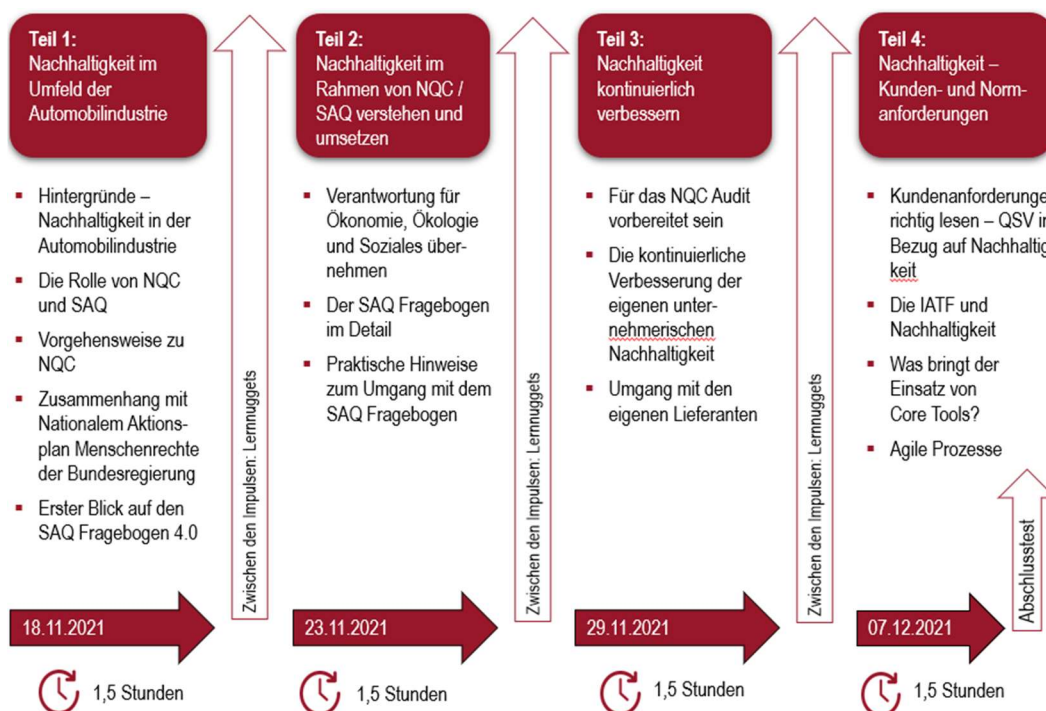 Teil 1:
Nachhaltigkeit im
Umfeld der
Automobilindustrie
▪ Hintergründe –
Nachhaltigkeit in der
Automobilindustrie
▪ Die Rolle von NQC
und SAQ
▪ Vorgehensweise zu
NQC
▪ Zusammenhang mit
Nationalem Aktions-
plan Menschenrechte
der Bundesregierung
▪ Erster Blick auf den
SAQ Fragebogen 4.0
18.11.2021
1,5 Stunden
Zwischen den Impulsen: Lernnuggets
Teil 2:
Nachhaltigkeit im
Rahmen von NQC /
SAQ verstehen und
umsetzen
▪ Verantwortung für
Ökonomie, Ökologie
und Soziales über-
nehmen
▪ Der SAQ Fragebogen
im Detail
▪ Praktische Hinweise
zum Umgang mit dem
SAQ Fragebogen
23.11.2021
1,5 Stunden
Zwischen den Impulsen: Lernnuggets
Teil 3:
Nachhaltigkeit
kontinuierlich
verbessern
▪ Für das NQC Audit
vorbereitet sein
▪ Die kontinuierliche
Verbesserung der
eigenen unter-
nehmerischen
Nachhaltigkeit
▪ Umgang mit den
eigenen Lieferanten
29.11.2021
1,5 Stunden
Zwischen den Impulsen: Lernnuggets
Teil 4:
Nachhaltigkeit –
Kunden- und Norm-
anforderungen
▪ Kundenanforderunge
richtig lesen – QSV i
Bezug auf Nachhaltig
keit
▪ Die IATF und
Nachhaltigkeit
▪ Was bringt der
Einsatz von
Core Tools?
▪ Agile Prozesse
07.12.2021
1,5 Stunden
Abschlusstest